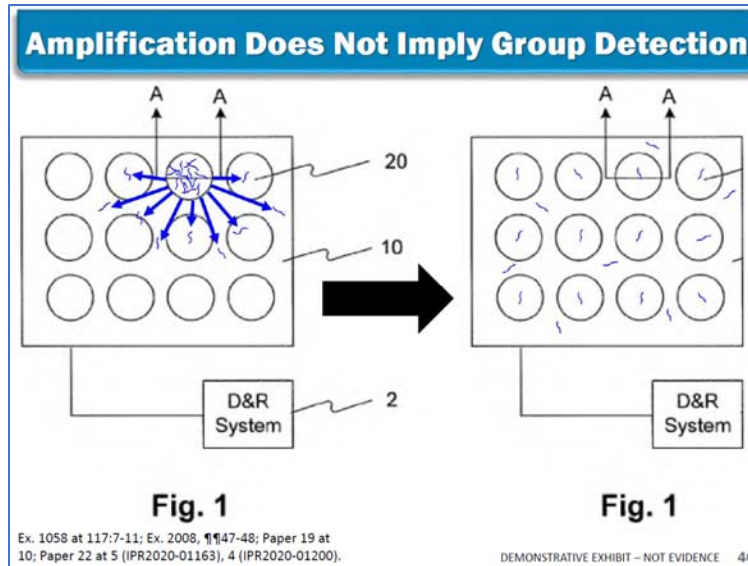 Amplification Does Not Imply Group Detection
A A
20
10
D&R
System
2
Fig. 1
A A
D&R
System
Fig. 1
Ex. 1058 at 117:7-11; Ex. 2008, ¶¶47-48; Paper 19 at
10; Paper 22 at 5 (IPR2020-01163), 4 (IPR2020-01200).
DEMONSTRATIVE EXHIBIT – NOT EVIDENCE